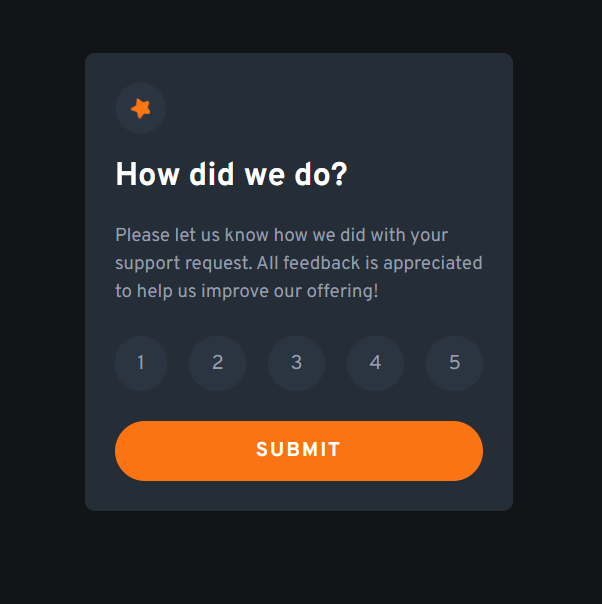 How did we do?
Please let us know how we did with your
support request. All feedback is appreciated
to help us improve our offering!
1 2 3 4 5
SUBMIT